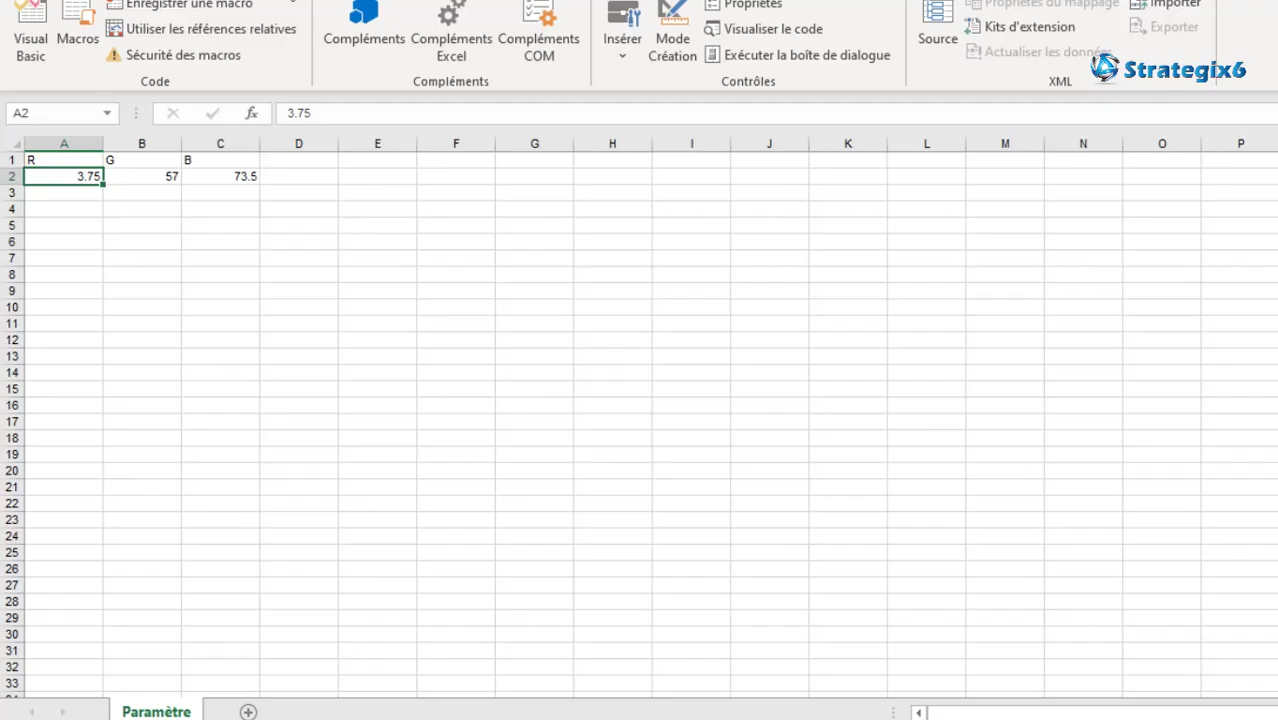 Enregistrer une macro
Propriétés
Propriétés du mappage
Importer
Utiliser les références relatives
Visualiser le code
Kits d'extension
Exporter
Visual Basic
Macros
Sécurité des macros
Compléments
Compléments Excel
Compléments COM
Insérer
Mode Création
Exécuter la boîte de dialogue
Source
Actualiser les données
Code
Compléments
Contrôles
XML
Strategix6
A2
fx
3.75
A B C D E F G H I J K L M N O P
1 R G B
2 3.75 57 73.5
3
4
5
6
7
8
9
10
11
12
13
14
15
16
17
18
19
20
21
22
23
24
25
26
27
28
29
30
31
32
33
Paramètre